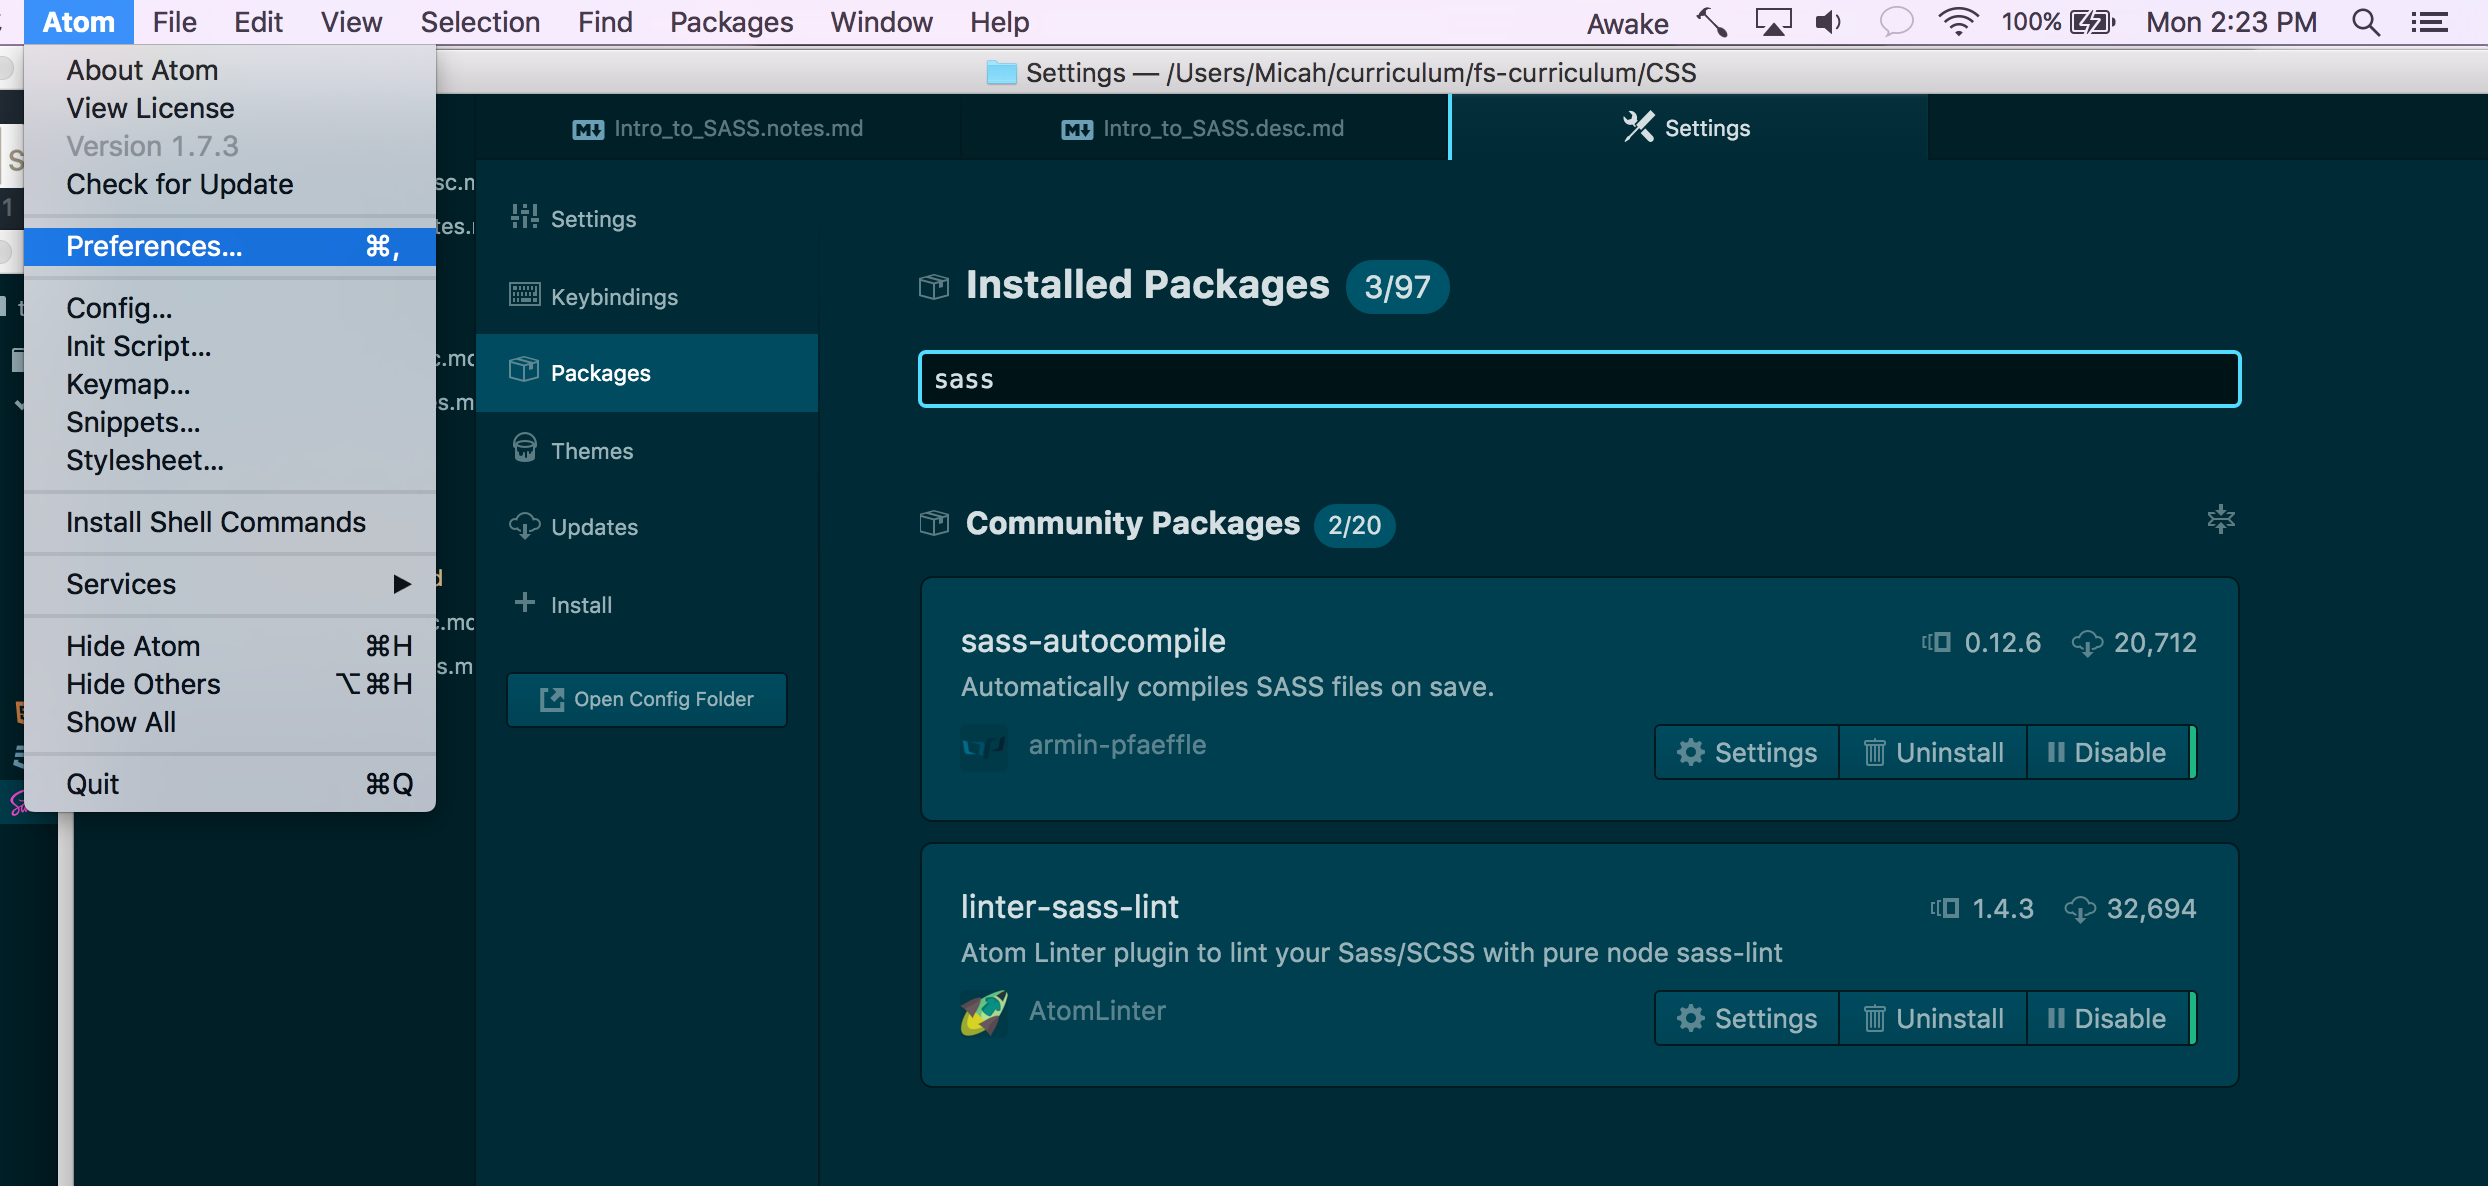 Atom File Edit View Selection Find Packages Window Help Awake 100% Mon 2:23 PM
Settings — /Users/Micah/curriculum/fs-curriculum/CSS
About Atom
View License
Version 1.7.3
Check for Update
Preferences... ⌘,
Config...
Init Script...
Keymap...
Snippets...
Stylesheet...
Install Shell Commands
Services ▶
Hide Atom ⌘H
Hide Others ⌥⌘H
Show All
Quit ⌘Q
Intro_to_SASS.notes.md
Intro_to_SASS.desc.md
Settings
Settings
Keybindings
Packages
Themes
Updates
Install
Open Config Folder
Installed Packages 3/97
sass
Community Packages 2/20
sass-autocompile 0.12.6 20,712
Automatically compiles SASS files on save.
armin-pfaeffle
Settings Uninstall Disable
linter-sass-lint 1.4.3 32,694
Atom Linter plugin to lint your Sass/SCSS with pure node sass-lint
AtomLinter
Settings Uninstall Disable